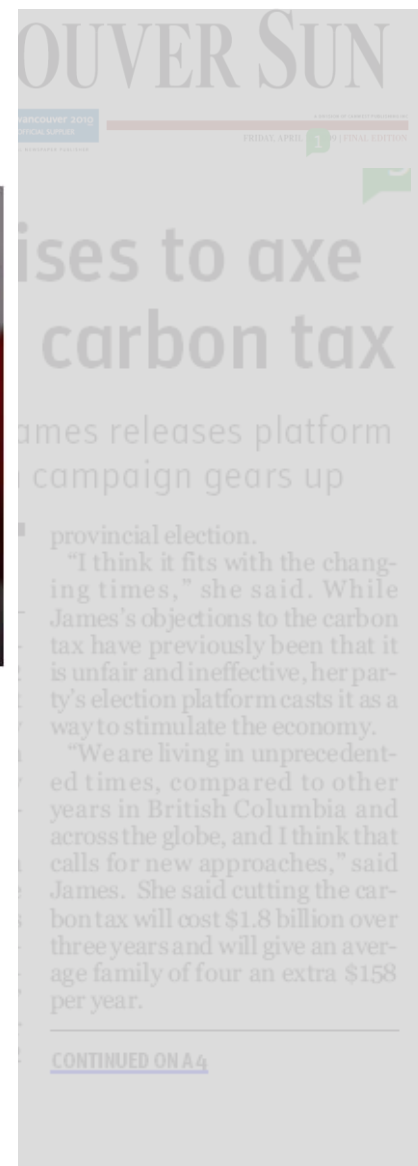 OUVER SUN
vancouver 2010
OFFICIAL SUPPLIER
FRIDAY, APRIL
1
FINAL EDITION
ises to axe
carbon tax
ames releases platform
campaign gears up
provincial election.
“I think it fits with the chang-
ing times,” she said. While
James’s objections to the carbon
tax have previously been that it
is unfair and ineffective, her par-
ty’s election platform casts it as a
way to stimulate the economy.
“We are living in unprecedent-
ed times, compared to other
years in British Columbia and
across the globe, and I think that
calls for new approaches,” said
James. She said cutting the car-
bon tax will cost $1.8 billion over
three years and will give an aver-
age family of four an extra $158
per year.
CONTINUED ON A4